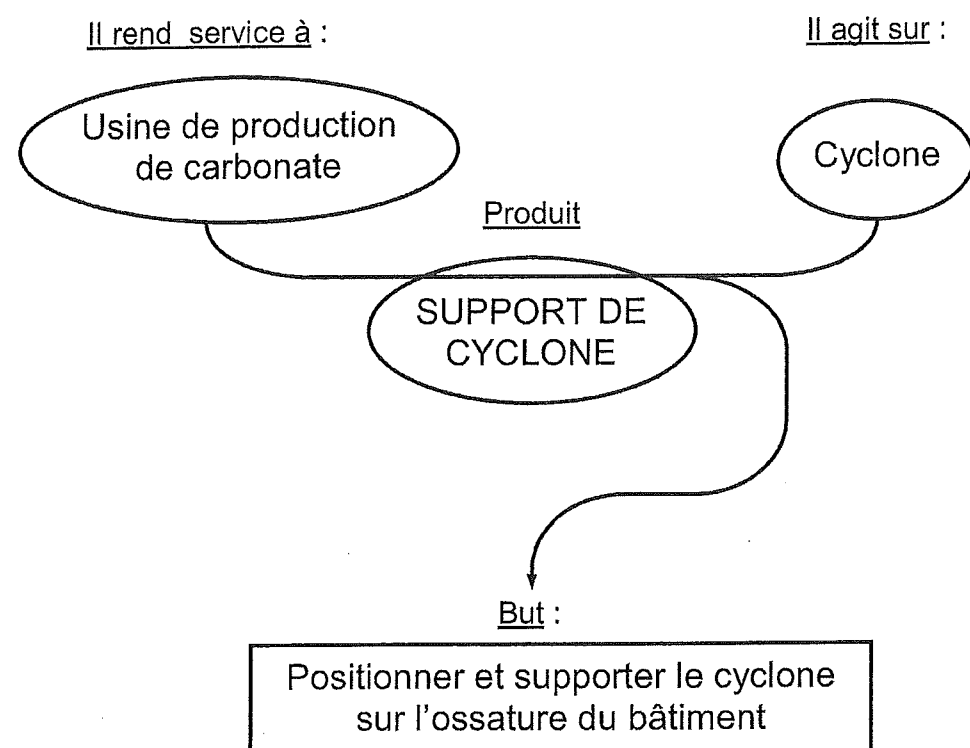 Il rend service à :
Il agit sur :
Usine de production
de carbonate
Cyclone
Produit
SUPPORT DE
CYCLONE
But :
Positionner et supporter le cyclone
sur l'ossature du bâtiment